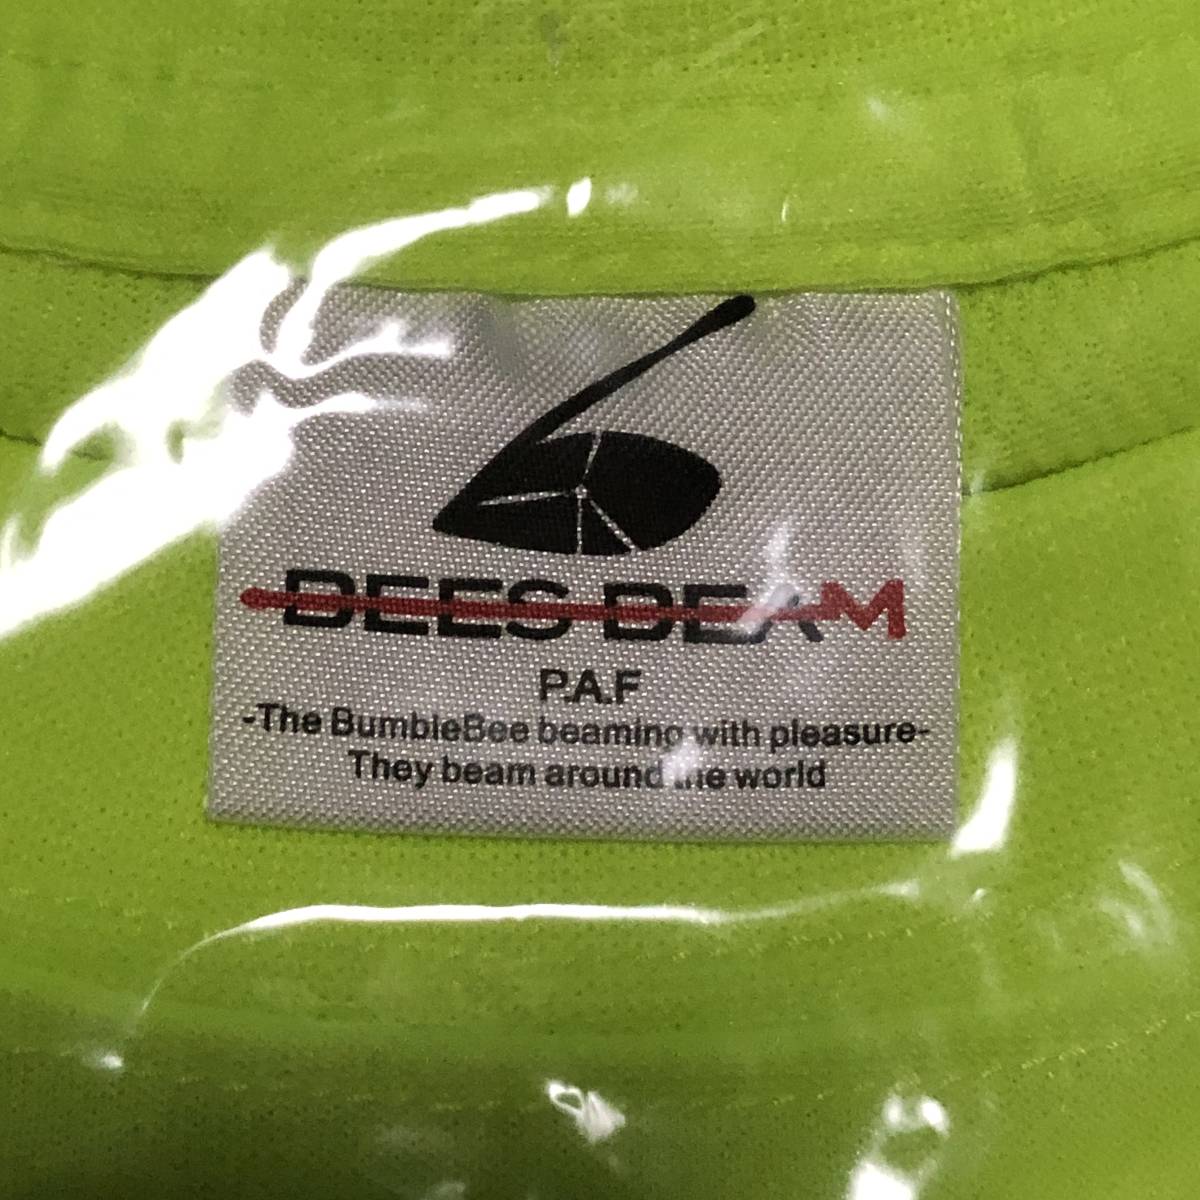 BEES BEAM
P.A.F
-The BumbleBee beaming with pleasure-
They beam around the world